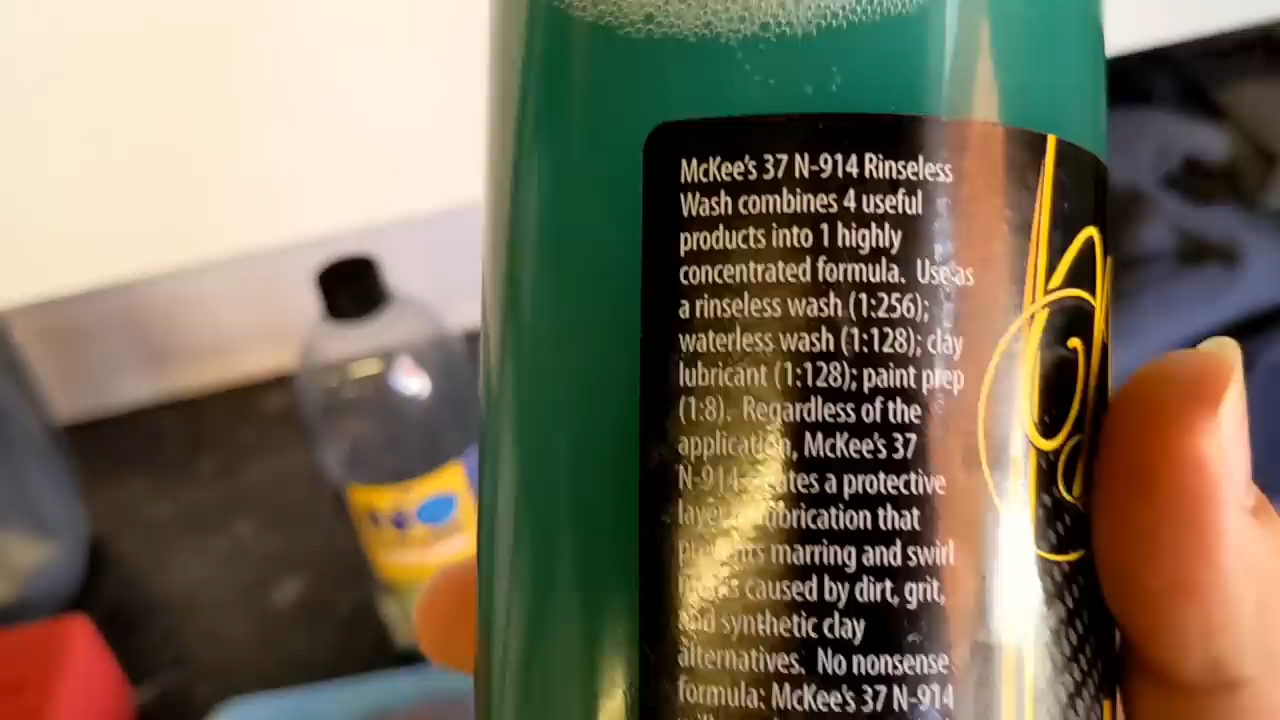 McKee's 37 N-914 Rinseless
Wash combines 4 useful
products into 1 highly
concentrated formula. Use as
a rinseless wash (1:256);
waterless wash (1:128); clay
lubricant (1:128); paint prep
(1:8). Regardless of the
application, McKee's 37
N-914 a protective
that
marring and swirl
caused by dirt, grit,
and synthetic clay
alternatives. No nonsense
formula: McKee's 37 N-914